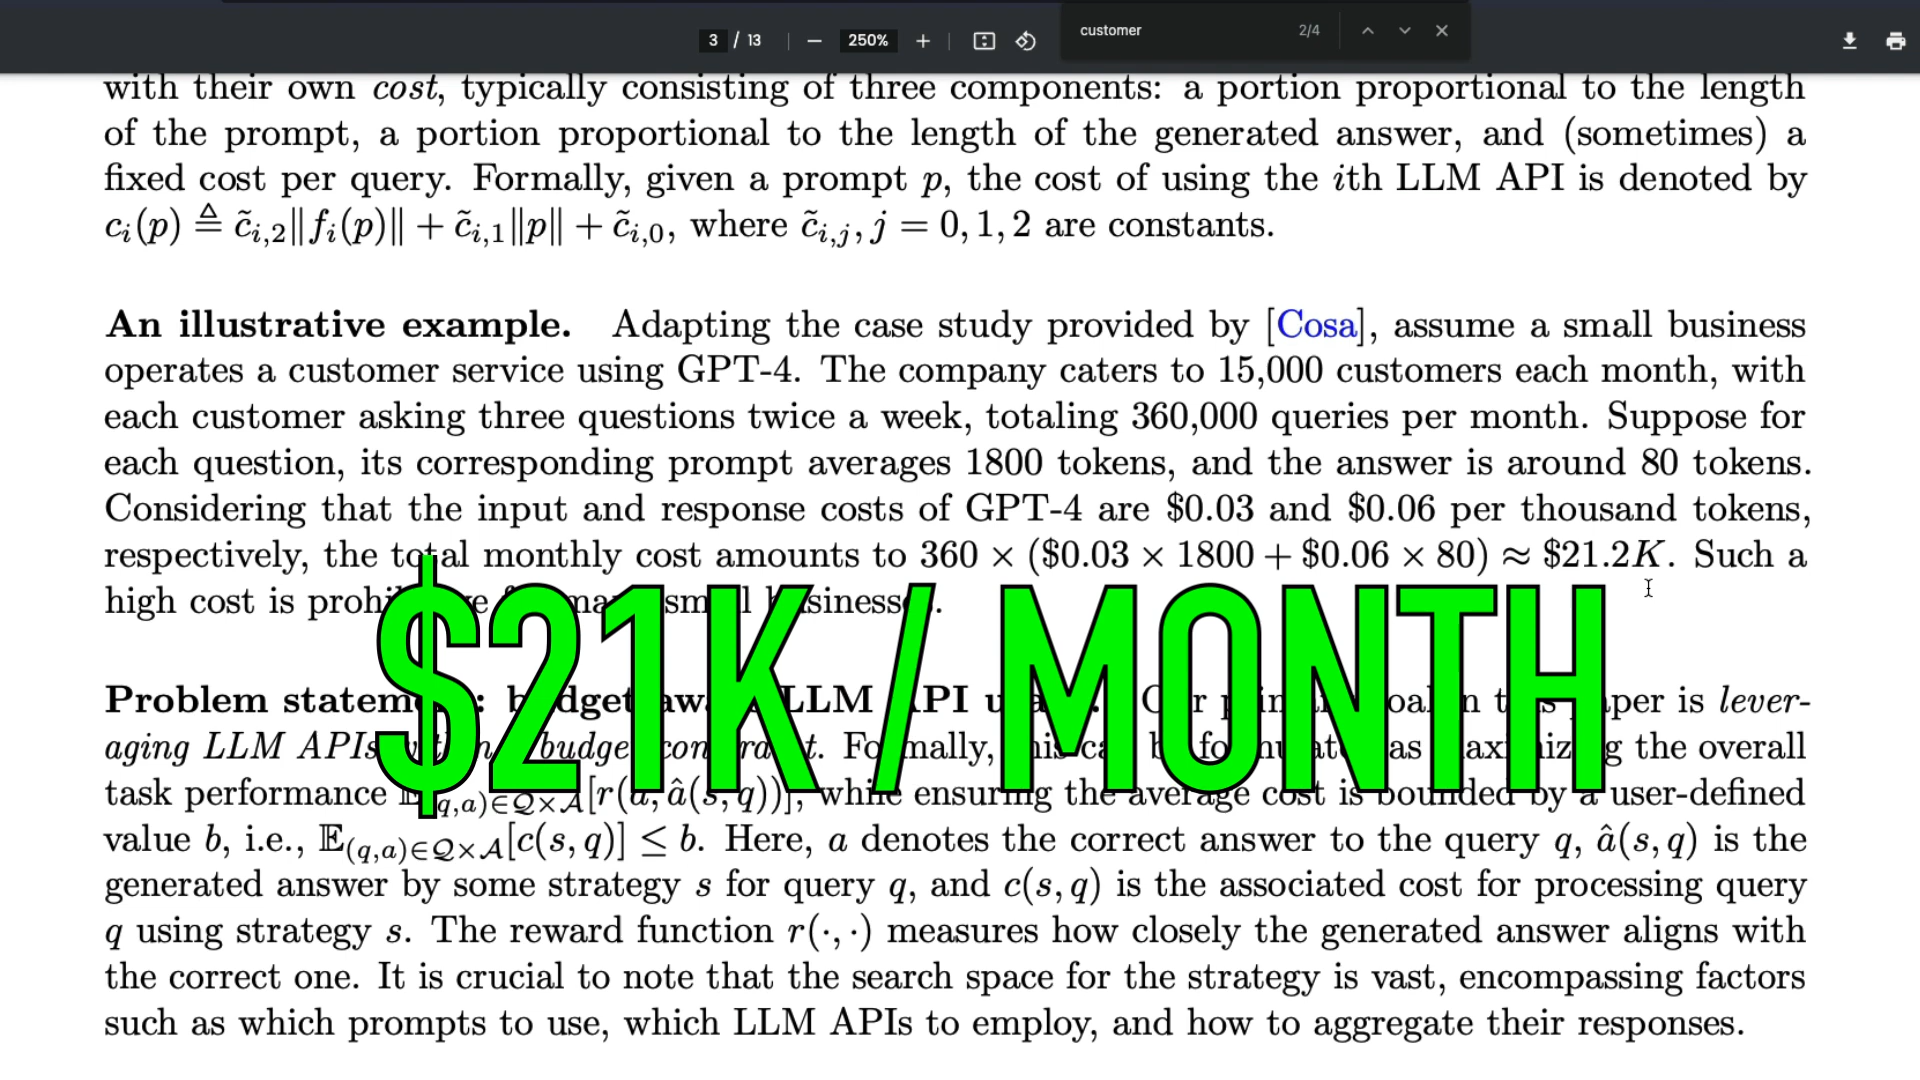 3 / 13 250% customer 2/4
with their own cost, typically consisting of three components: a portion proportional to the length
of the prompt, a portion proportional to the length of the generated answer, and (sometimes) a
fixed cost per query. Formally, given a prompt p, the cost of using the ith LLM API is denoted by
cᵢ(p) ≜ c̃ᵢ,₂‖fᵢ(p)‖ + c̃ᵢ,₁‖p‖ + c̃ᵢ,₀, where c̃ᵢ,ⱼ, j = 0, 1, 2 are constants.
An illustrative example. Adapting the case study provided by [Cosa], assume a small business
operates a customer service using GPT-4. The company caters to 15,000 customers each month, with
each customer asking three questions twice a week, totaling 360,000 queries per month. Suppose for
each question, its corresponding prompt averages 1800 tokens, and the answer is around 80 tokens.
Considering that the input and response costs of GPT-4 are $0.03 and $0.06 per thousand tokens,
respectively, the total monthly cost amounts to 360 × ($0.03 × 1800 + $0.06 × 80) ≈ $21.2K. Such a
high cost is
$21K / MONTH
Problem LLM is lever-
aging LLM APIs the overall
task performance while ensuring the average cost is bounded by a user-defined
value b, i.e., 𝔼(q,a)∈𝒬×𝒜[c(s, q)] ≤ b. Here, a denotes the correct answer to the query q, â(s, q) is the
generated answer by some strategy s for query q, and c(s, q) is the associated cost for processing query
q using strategy s. The reward function r(·, ·) measures how closely the generated answer aligns with
the correct one. It is crucial to note that the search space for the strategy is vast, encompassing factors
such as which prompts to use, which LLM APIs to employ, and how to aggregate their responses.